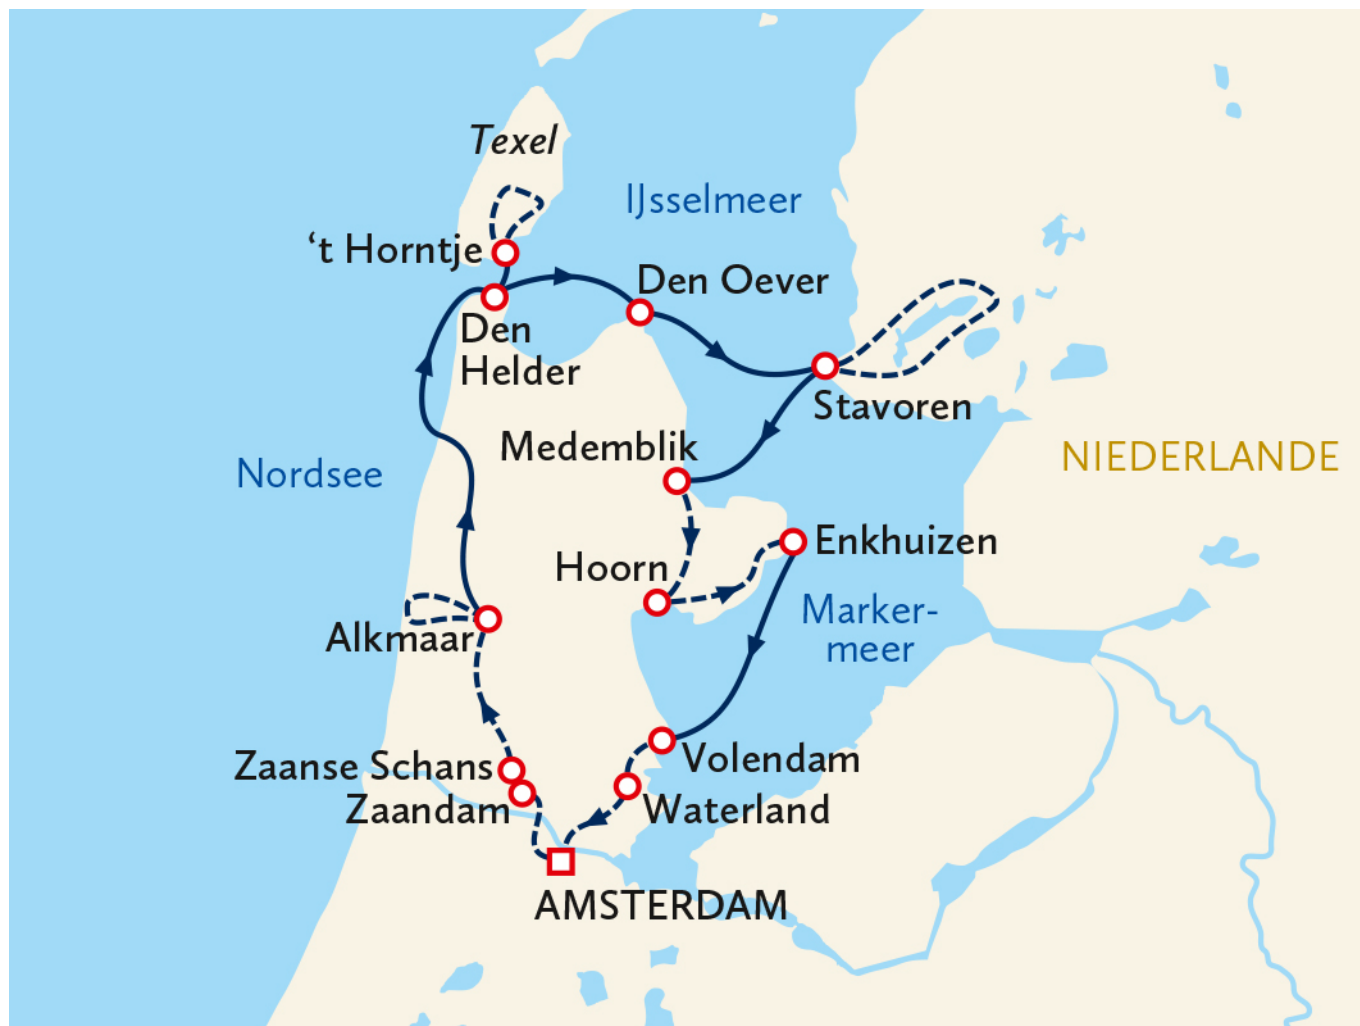 Texel
IJsselmeer
‘t Horntje
Den Oever
Den
Helder
Stavoren
Medemblik
NIEDERLANDE
Nordsee
Enkhuizen
Hoorn
Marker-
meer
Alkmaar
Volendam
Zaanse Schans
Zaandam
Waterland
AMSTERDAM